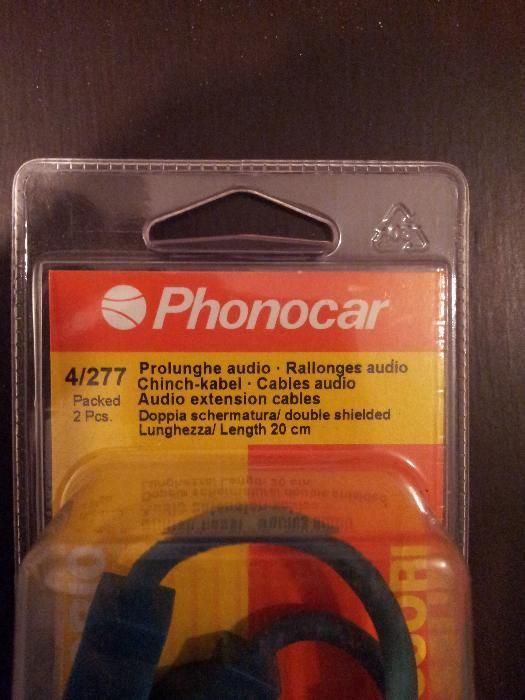 Phonocar
4/277
Packed
2 Pcs.
Prolunghe audio · Rallonges audio
Chinch-kabel · Cables audio
Audio extension cables
Doppia schermatura/ double shielded
Lunghezza/ Length 20 cm